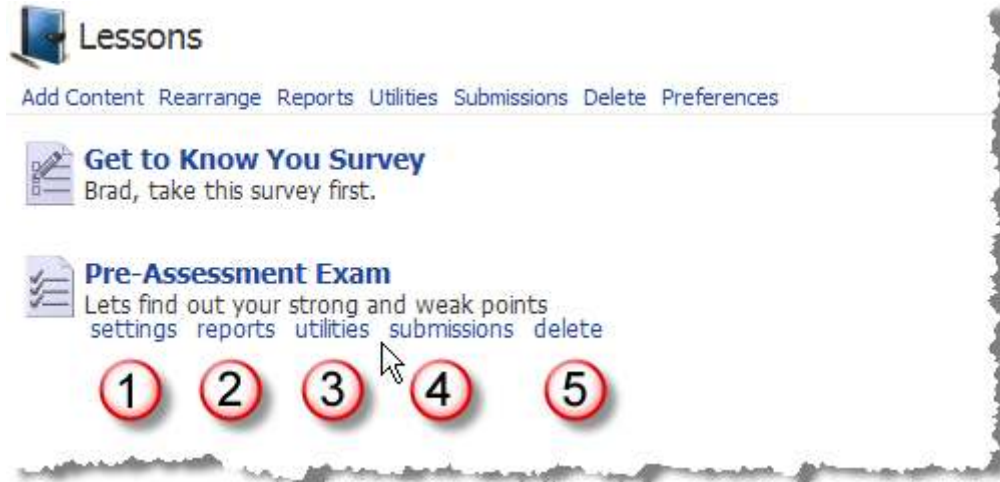 Lessons
Add Content Rearrange Reports Utilities Submissions Delete Preferences
Get to Know You Survey
Brad, take this survey first.
Pre-Assessment Exam
Lets find out your strong and weak points
settings reports utilities submissions delete
1 2 3 4 5